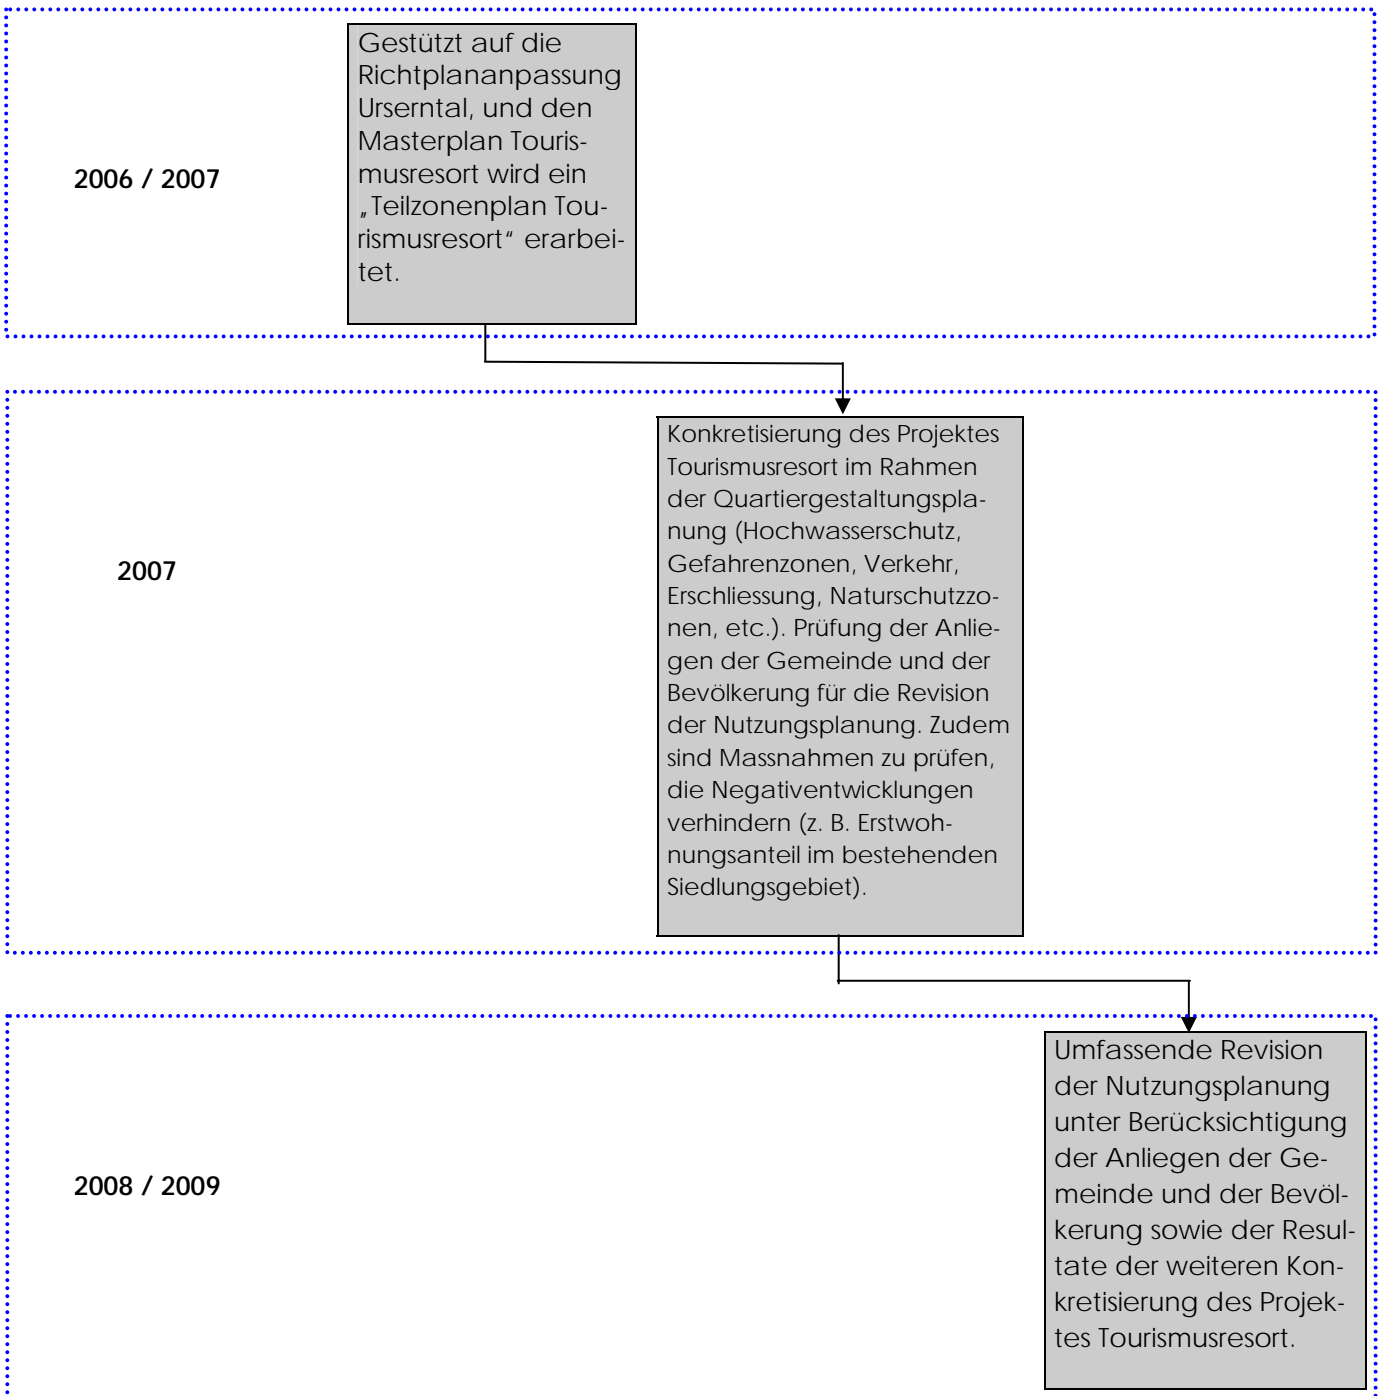 Gestützt auf die
Richtplananpassung
Urserntal, und den
Masterplan Touris-
musresort wird ein
„Teilzonenplan Tou-
rismusresort“ erarbei-
tet.
2006 / 2007
Konkretisierung des Projektes
Tourismusresort im Rahmen
der Quartiergestaltungspla-
nung (Hochwasserschutz,
Gefahrenzonen, Verkehr,
Erschliessung, Naturschutzzo-
nen, etc.). Prüfung der Anlie-
gen der Gemeinde und der
Bevölkerung für die Revision
der Nutzungsplanung. Zudem
sind Massnahmen zu prüfen,
die Negativentwicklungen
verhindern (z. B. Erstwoh-
nungsanteil im bestehenden
Siedlungsgebiet).
2007
Umfassende Revision
der Nutzungsplanung
unter Berücksichtigung
der Anliegen der Ge-
meinde und der Bevöl-
kerung sowie der Resul-
tate der weiteren Kon-
kretisierung des Projek-
tes Tourismusresort.
2008 / 2009